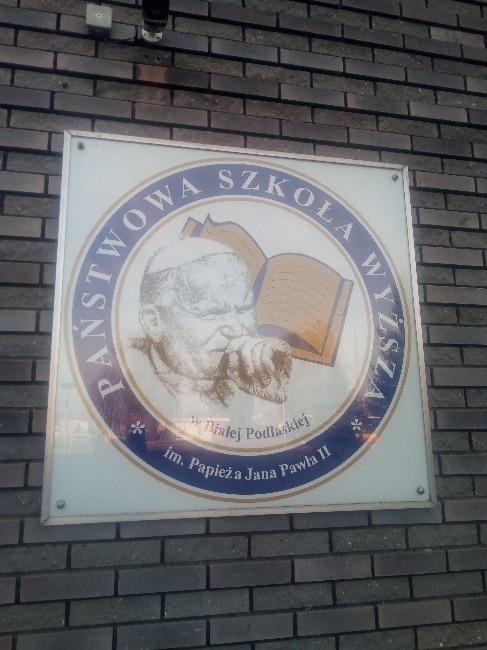 PAŃSTWOWA SZKOŁA WYŻSZA
w Białej Podlaskiej
im. Papieża Jana Pawła II